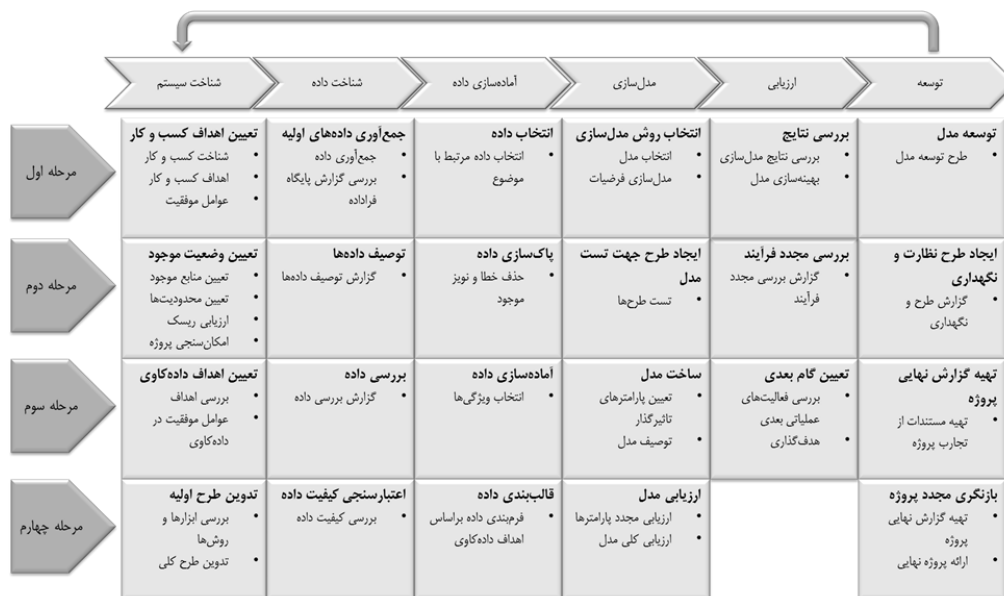 شناخت سیستم
شناخت داده
آماده‌سازی داده
مدل‌سازی
ارزیابی
توسعه
مرحله اول
تعیین اهداف کسب و کار
• شناخت کسب و کار
• اهداف کسب و کار
• عوامل موفقیت
جمع‌آوری داده‌های اولیه
• جمع‌آوری داده
• بررسی گزارش پایگاه
فراداده
انتخاب داده
• انتخاب داده مرتبط با
موضوع
انتخاب روش مدل‌سازی
• انتخاب مدل
• مدل‌سازی فرضیات
بررسی نتایج
• بررسی نتایج مدل‌سازی
• بهینه‌سازی مدل
توسعه مدل
• طرح توسعه مدل
مرحله دوم
تعیین وضعیت موجود
• تعیین منابع موجود
• تعیین محدودیت‌ها
• ارزیابی ریسک
• امکان‌سنجی پروژه
توصیف داده‌ها
• گزارش توصیف داده‌ها
پاک‌سازی داده
• حذف خطا و نویز
موجود
ایجاد طرح جهت تست
مدل
• تست طرح‌ها
بررسی مجدد فرآیند
• گزارش بررسی مجدد
فرآیند
ایجاد طرح نظارت و
نگهداری
• گزارش طرح و
نگهداری
مرحله سوم
تعیین اهداف داده‌کاوی
• بررسی اهداف
• عوامل موفقیت در
داده‌کاوی
بررسی داده
• گزارش بررسی داده
آماده‌سازی داده
• انتخاب ویژگی‌ها
ساخت مدل
• تعیین پارامترهای
تاثیرگذار
• توصیف مدل
تعیین گام بعدی
• بررسی فعالیت‌های
عملیاتی بعدی
• هدف‌گذاری
تهیه گزارش نهایی
پروژه
• تهیه مستندات از
تجارب پروژه
مرحله چهارم
تدوین طرح اولیه
• بررسی ابزارها و
روش‌ها
• تدوین طرح کلی
اعتبارسنجی کیفیت داده
• بررسی کیفیت داده
قالب‌بندی داده
• فرم‌بندی داده براساس
اهداف داده‌کاوی
ارزیابی مدل
• ارزیابی مجدد پارامترها
• ارزیابی کلی مدل
بازنگری مجدد پروژه
• تهیه گزارش نهایی
پروژه
• ارائه پروژه نهایی